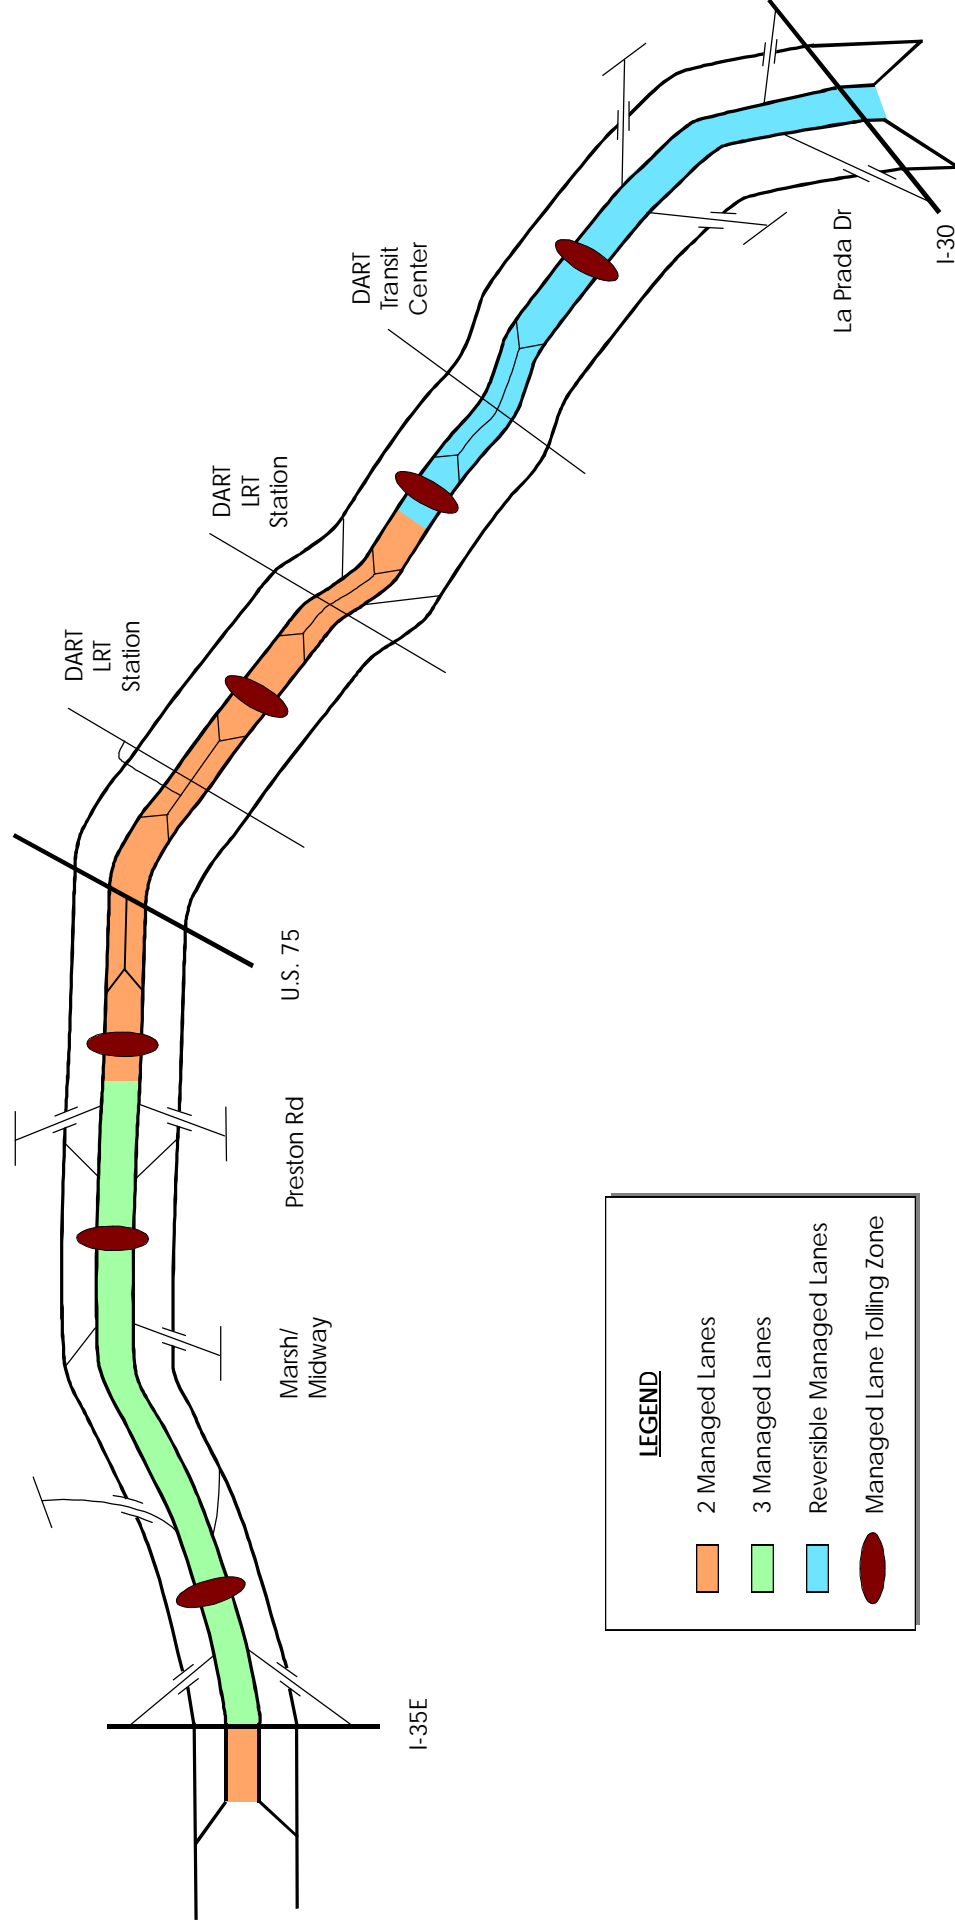 I-35E
Marsh/
Midway
Preston Rd
U.S. 75
DART
LRT
Station
DART
LRT
Station
DART
Transit
Center
La Prada Dr
I-30
LEGEND
2 Managed Lanes
3 Managed Lanes
Reversible Managed Lanes
Managed Lane Tolling Zone